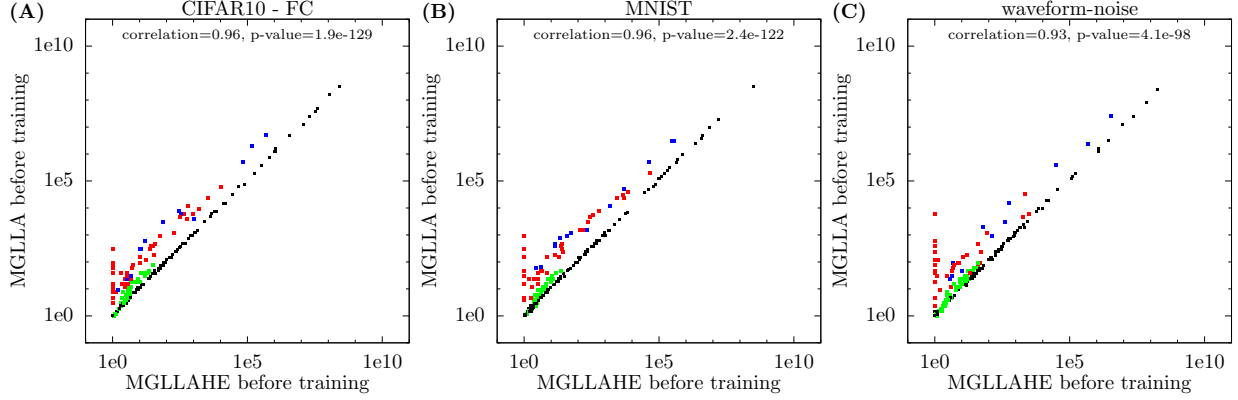 (A) CIFAR10 - FC
correlation=0.96, p-value=1.9e-129
1e10
1e5
1e0
MGLLA before training
1e0 1e5 1e10
MGLLAHE before training
(B) MNIST
correlation=0.96, p-value=2.4e-122
1e10
1e5
1e0
MGLLA before training
1e0 1e5 1e10
MGLLAHE before training
(C) waveform-noise
correlation=0.93, p-value=4.1e-98
1e10
1e5
1e0
MGLLA before training
1e0 1e5 1e10
MGLLAHE before training